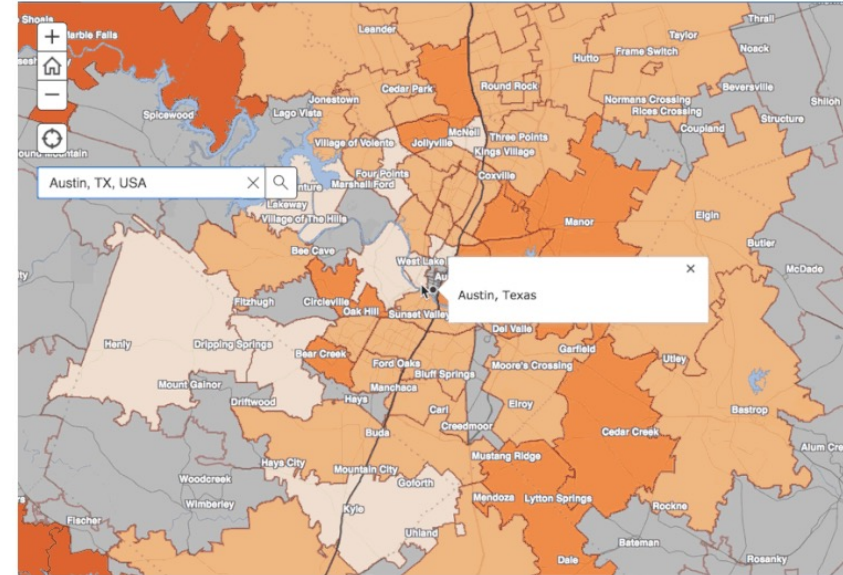 Shoals
Marble Falls
Leander
Thrall
Taylor
Frame Switch
Noack
Hutto
Cedar Park
Round Rock
Beversville
Jonestown
Normans Crossing
Rices Crossing
Shiloh
Spicewood
Lago Vista
Structure
Coupland
McNeil
Three Points
Village of Volente
Jollyville
Kings Village
Four Points
Marshall Ford
Coxville
Austin, TX, USA
Lakeway
Village of The Hills
Manor
Elgin
Bee Cave
Butler
West Lake
McDade
Austin, Texas
Fitzhugh
Circleville
Oak Hill
Sunset Valley
Del Valle
Henly
Dripping Springs
Bear Creek
Garfield
Utley
Ford Oaks
Bluff Springs
Moore's Crossing
Mount Gainor
Manchaca
Driftwood
Hays
Carl
Elroy
Bastrop
Creedmoor
Buda
Cedar Creek
Alum Cre
Hays City
Mountain City
Mustang Ridge
Woodcreek
Goforth
Wimberley
Mendoza
Lytton Springs
Kyle
Rockne
Fischer
Uhland
Bateman
Dale
Rosanky